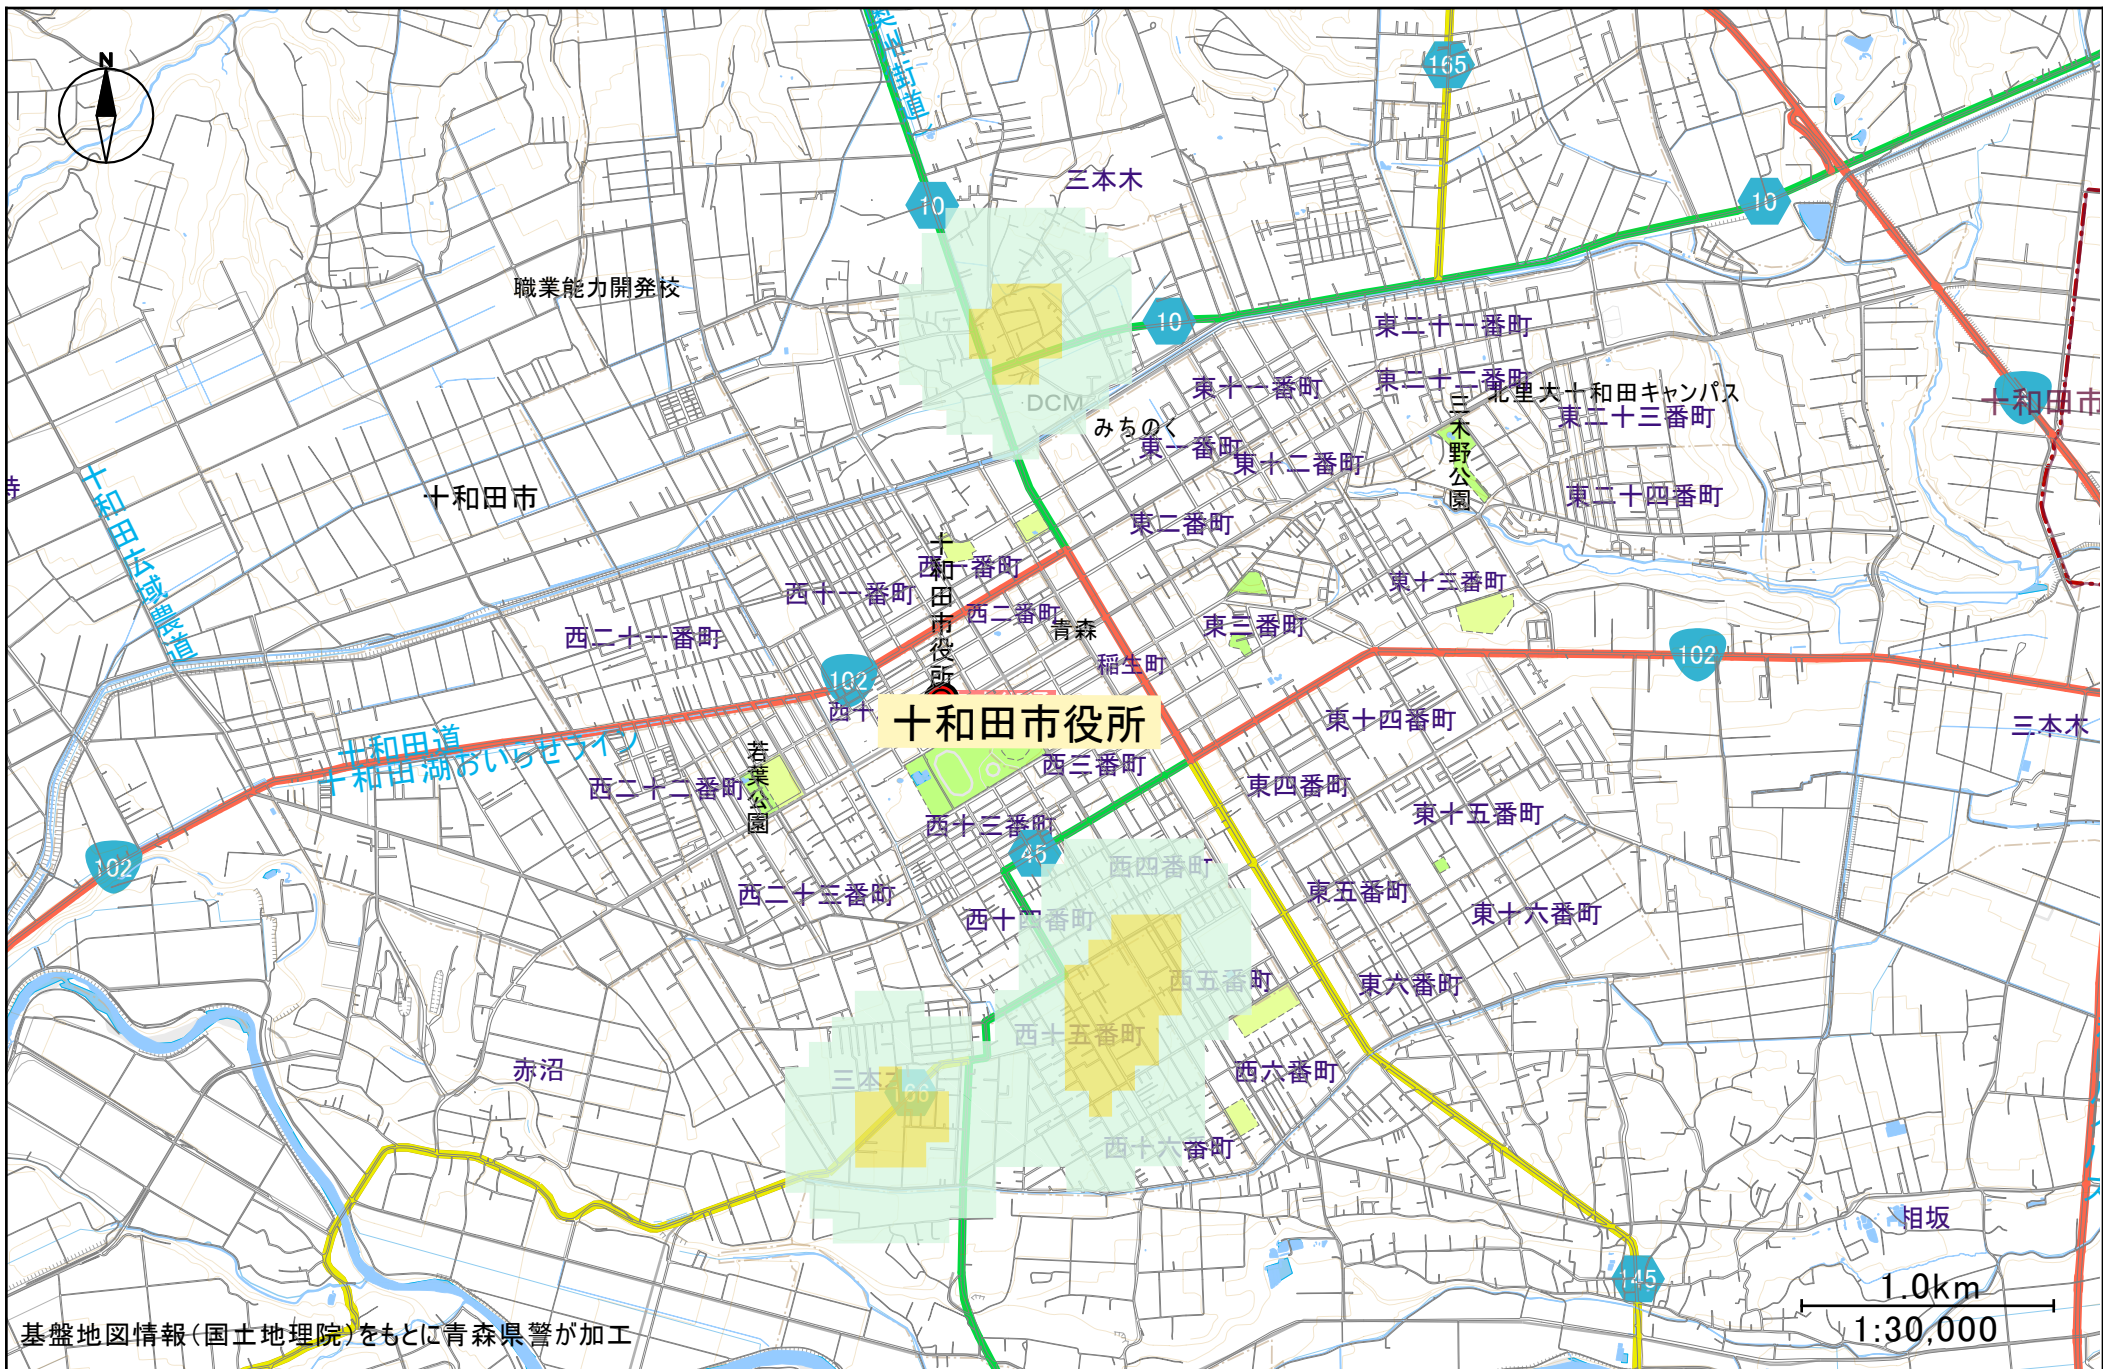 N
165
三本木
10
10
職業能力開発校
10
東二十一番町
東十一番町
東二十二番町
北里大十和田キャンパス
DCM
みちのく
東一番町
東二十三番町
十和田市
三木野公園
東十二番町
十和田市
東二十四番町
東二番町
十和田市役所
西一番町
西十一番町
東十三番町
西二番町
青森
東三番町
西二十一番町
稲生町
102
102
西十
十和田市役所
東十四番町
三本木
十和田道
十和田湖おいらせライン
若葉公園
西三番町
西二十二番町
東四番町
東十五番町
西十三番町
45
102
西四番町
西二十三番町
東五番町
西十四番町
東十六番町
西五番町
東六番町
西十五番町
赤沼
三本木
166
西六番町
西十六番町
相坂
145
1.0km
1:30,000
基盤地図情報(国土地理院)をもとに青森県警が加工